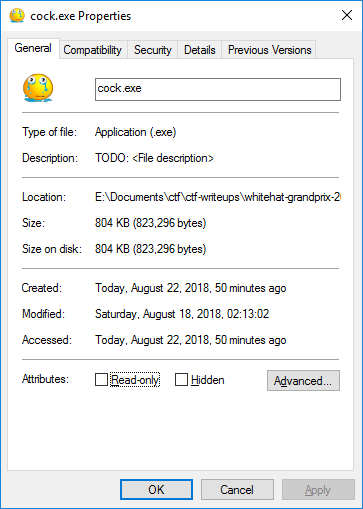 cock.exe Properties
General Compatibility Security Details Previous Versions
cock.exe
Type of file: Application (.exe)
Description: TODO: <File description>
Location: E:\Documents\ctf\ctf-writeups\whitehat-grandprix-20
Size: 804 KB (823,296 bytes)
Size on disk: 804 KB (823,296 bytes)
Created: Today, August 22, 2018, 50 minutes ago
Modified: Saturday, August 18, 2018, 02:13:02
Accessed: Today, August 22, 2018, 50 minutes ago
Attributes: Read-only Hidden Advanced...
OK Cancel Apply